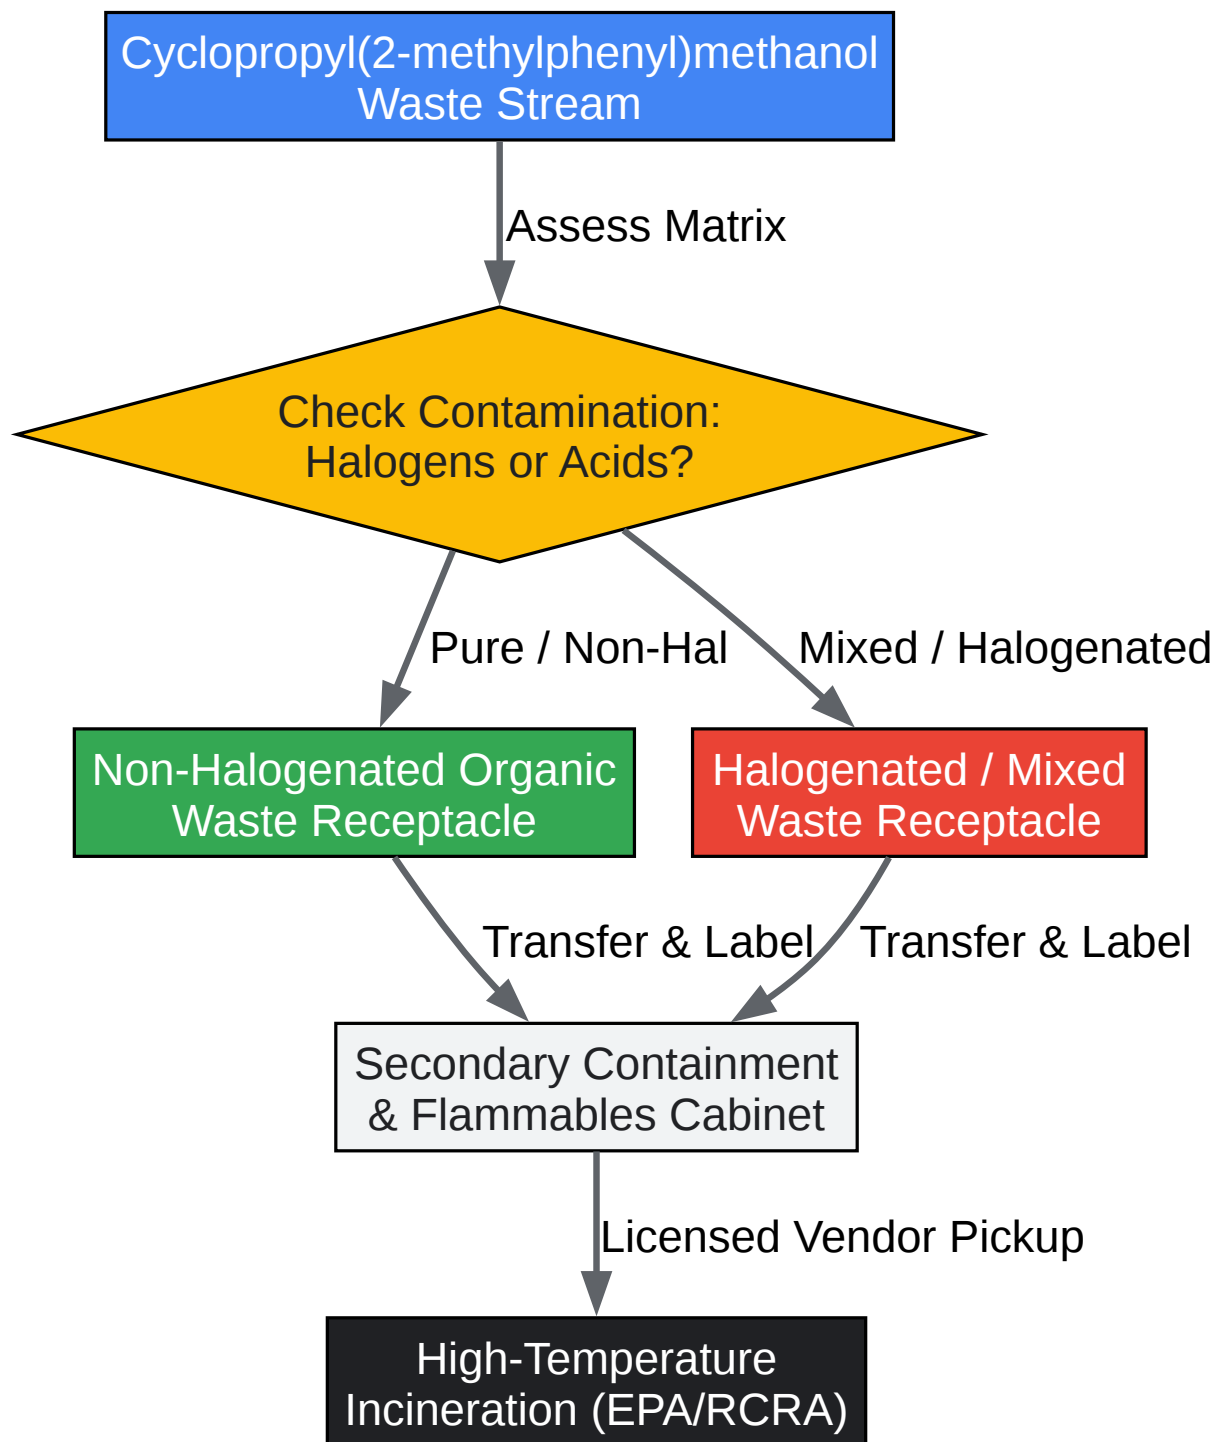 Cyclopropyl(2-methylphenyl)methanol
Waste Stream
Assess Matrix
Check Contamination:
Halogens or Acids?
Pure / Non-Hal
Mixed / Halogenated
Non-Halogenated Organic
Waste Receptacle
Halogenated / Mixed
Waste Receptacle
Transfer & Label
Transfer & Label
Secondary Containment
& Flammables Cabinet
Licensed Vendor Pickup
High-Temperature
Incineration (EPA/RCRA)